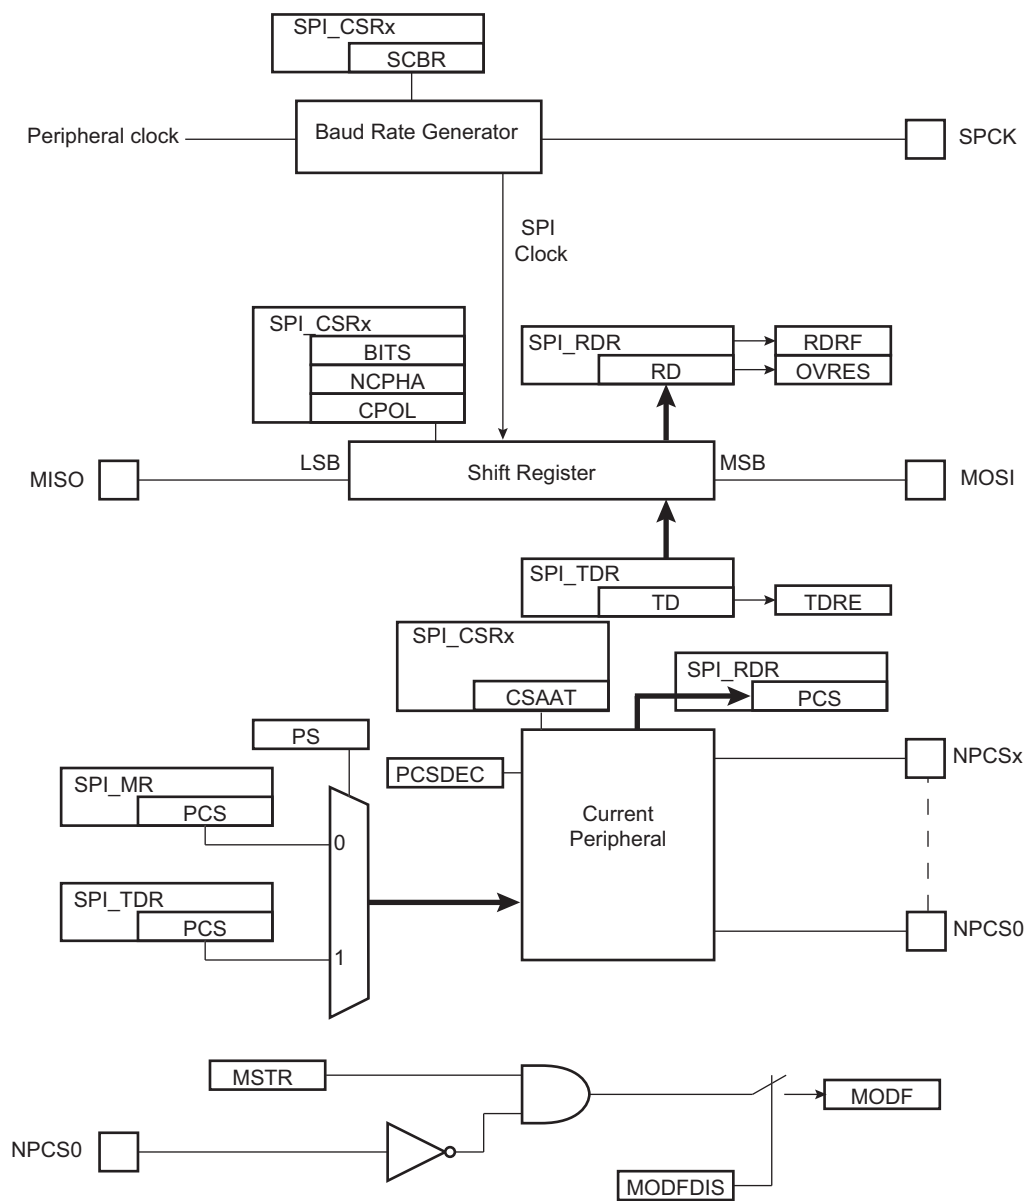 SPI_CSRx
SCBR
Peripheral clock
Baud Rate Generator
SPCK
SPI
Clock
SPI_CSRx
BITS
NCPHA
CPOL
SPI_RDR
RD
RDRF
OVRES
MISO
LSB
Shift Register
MSB
MOSI
SPI_TDR
TD
TDRE
SPI_CSRx
CSAAT
SPI_RDR
PCS
PS
PCSDEC
NPCSx
SPI_MR
PCS
0
Current
Peripheral
SPI_TDR
PCS
1
NPCS0
MSTR
MODF
NPCS0
MODFDIS